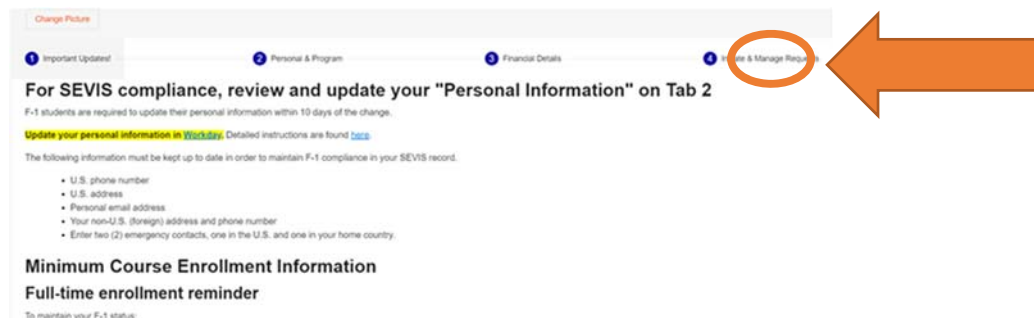 Change Picture
1 Important Updates! 2 Personal & Program 3 Financial Details 4 & Manage Requests
For SEVIS compliance, review and update your "Personal Information" on Tab 2
F-1 students are required to update their personal information within 10 days of the change.
Update your personal information in Workday. Detailed instructions are found here.
The following information must be kept up to date in order to maintain F-1 compliance in your SEVIS record.
• U.S. phone number
• U.S. address
• Personal email address
• Your non-U.S. (foreign) address and phone number
• Enter two (2) emergency contacts, one in the U.S. and one in your home country.
Minimum Course Enrollment Information
Full-time enrollment reminder
To maintain your F-1 status: